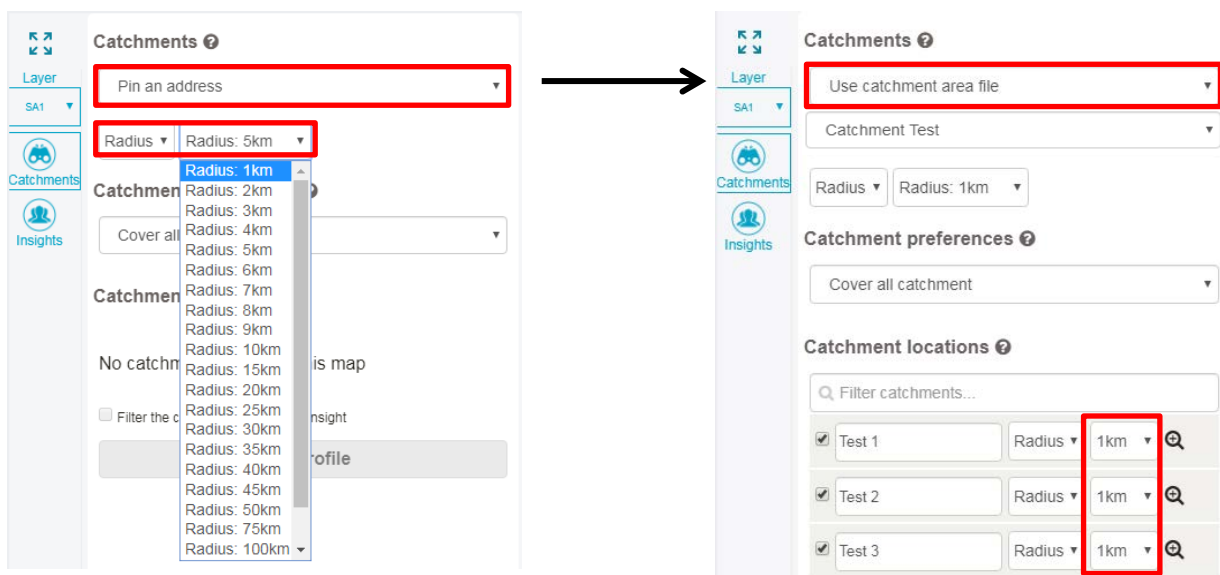 Catchments
Layer
Pin an address
SA1
Radius Radius: 5km
Radius: 1km
Catchments
Catchmen
Radius: 2km
Radius: 3km
Insights
Cover all
Radius: 4km
Radius: 5km
Radius: 6km
Catchmen
Radius: 7km
Radius: 8km
Radius: 9km
No catchm is map
Radius: 10km
Radius: 15km
Radius: 20km
Filter the c nsight
Radius: 25km
Radius: 30km
ofile
Radius: 35km
Radius: 40km
Radius: 45km
Radius: 50km
Radius: 75km
Radius: 100km
Catchments
Layer
Use catchment area file
SA1
Catchment Test
Catchments
Radius Radius: 1km
Insights
Catchment preferences
Cover all catchment
Catchment locations
Filter catchments...
Test 1 Radius 1km
Test 2 Radius 1km
Test 3 Radius 1km